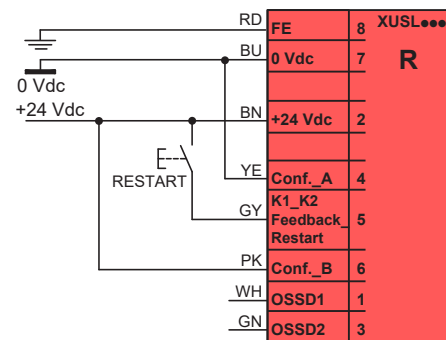 RD FE 8 XUSL●●●
BU 0 Vdc 7 R
0 Vdc
+24 Vdc BN +24 Vdc 2
RESTART
YE Conf._A 4
GY K1_K2
Feedback_ 5
Restart
PK Conf._B 6
WH OSSD1 1
GN OSSD2 3